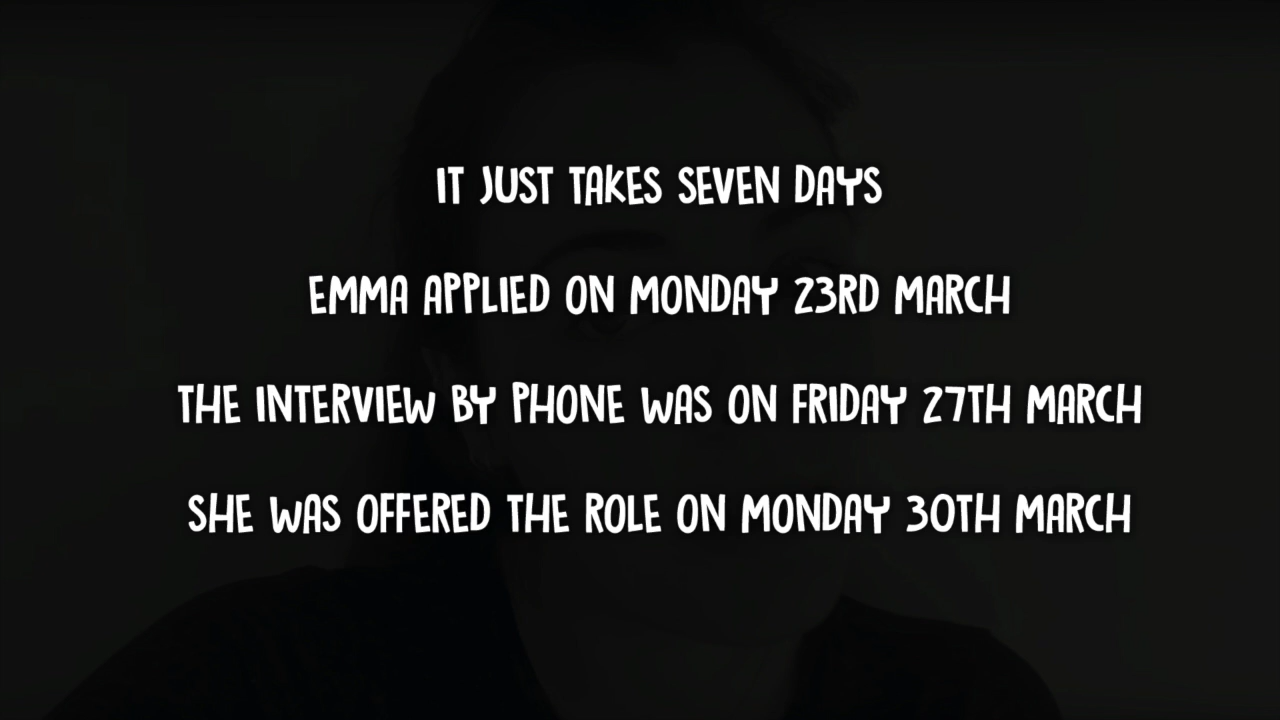 IT JUST TAKES SEVEN DAYS
EMMA APPLIED ON MONDAY 23RD MARCH
THE INTERVIEW BY PHONE WAS ON FRIDAY 27TH MARCH
SHE WAS OFFERED THE ROLE ON MONDAY 30TH MARCH